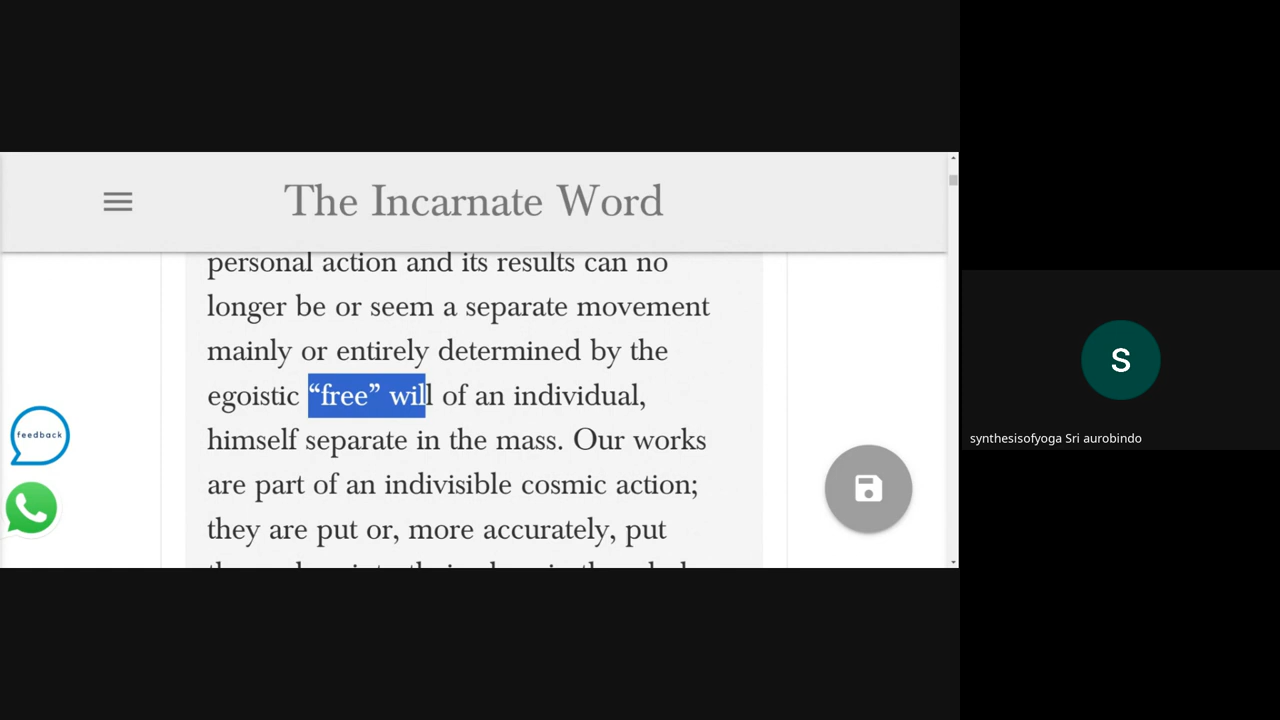 The Incarnate Word
personal action and its results can no
longer be or seem a separate movement
mainly or entirely determined by the
egoistic “free” will of an individual,
himself separate in the mass. Our works
are part of an indivisible cosmic action;
they are put or, more accurately, put
feedback
S
synthesisofyoga Sri aurobindo